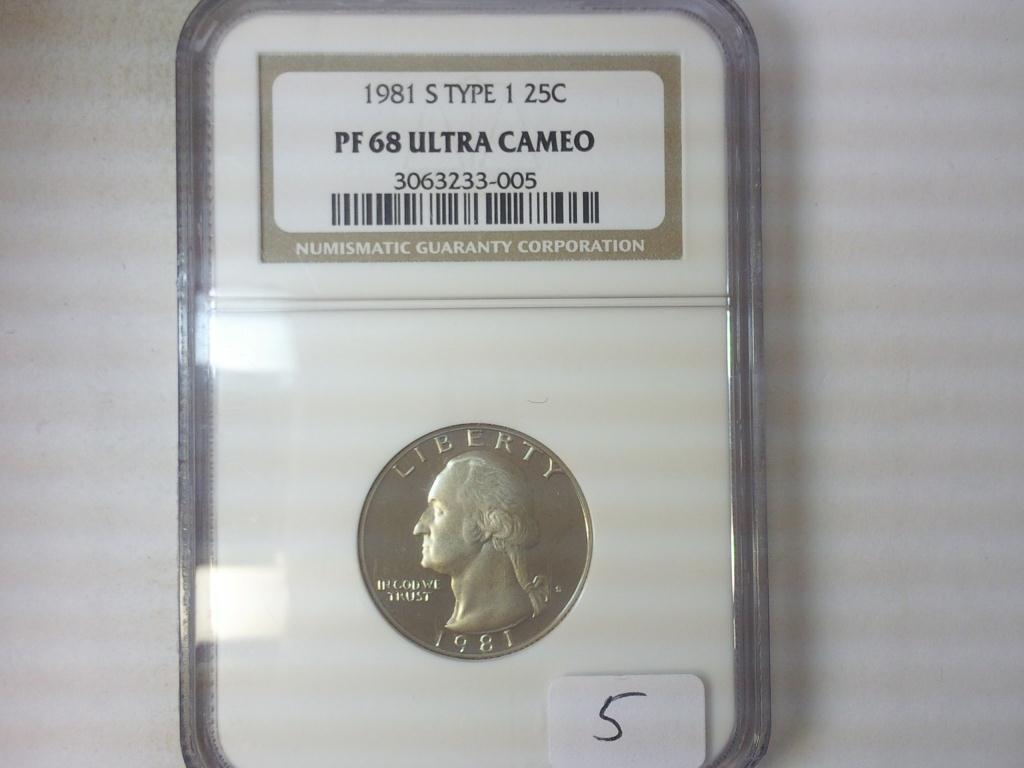 1981 S TYPE 1 25C
PF 68 ULTRA CAMEO
3063233-005
NUMISMATIC GUARANTY CORPORATION
LIBERTY
IN GOD WE
TRUST
S
1981
5